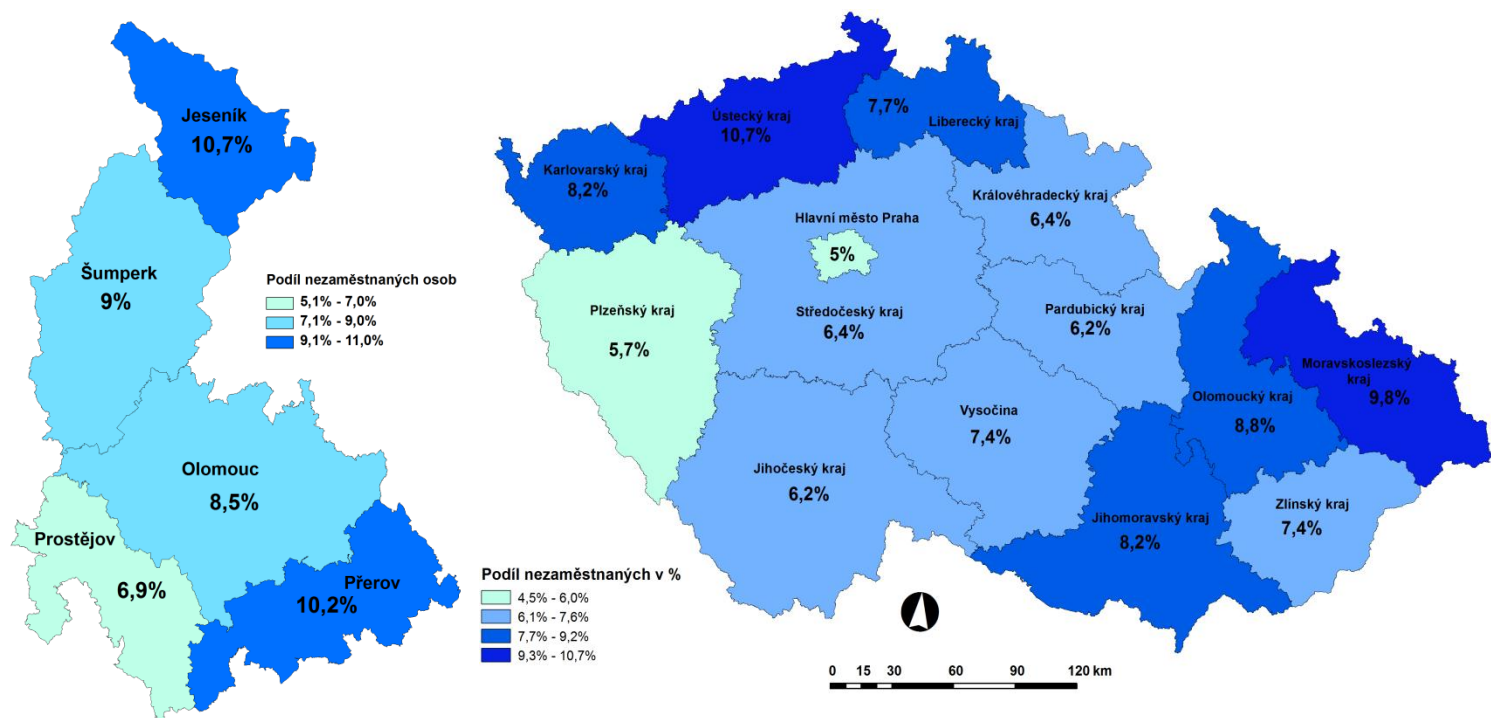 Jeseník
10,7%
Šumperk
9%
Podíl nezaměstnaných osob
5,1% - 7,0%
7,1% - 9,0%
9,1% - 11,0%
Olomouc
8,5%
Prostějov
6,9%
Přerov
10,2%
Ústecký kraj
10,7%
7,7%
Liberecký kraj
Karlovarský kraj
8,2%
Královéhradecký kraj
6,4%
Hlavní město Praha
5%
Plzeňský kraj
5,7%
Středočeský kraj
6,4%
Pardubický kraj
6,2%
Moravskoslezský
kraj
9,8%
Olomoucký kraj
8,8%
Vysočina
7,4%
Jihočeský kraj
6,2%
Jihomoravský kraj
8,2%
Zlínský kraj
7,4%
Podíl nezaměstnaných v %
4,5% - 6,0%
6,1% - 7,6%
7,7% - 9,2%
9,3% - 10,7%
0 15 30 60 90 120 km